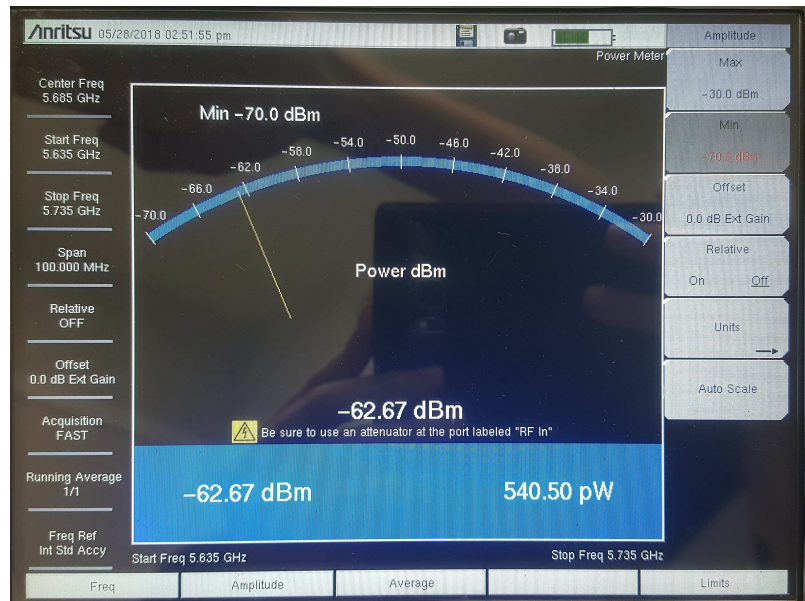 Anritsu 05/28/2018 02:51:55 pm
Power Meter
Center Freq
5.685 GHz
Start Freq
5.635 GHz
Stop Freq
5.735 GHz
Span
100.000 MHz
Relative
OFF
Offset
0.0 dB Ext Gain
Acquisition
FAST
Running Average
1/1
Freq Ref
Int Std Accy
Min -70.0 dBm
-70.0
-66.0
-62.0
-58.0
-54.0
-50.0
-46.0
-42.0
-38.0
-34.0
-30.0
Power dBm
-62.67 dBm
Be sure to use an attenuator at the port labeled "RF In"
-62.67 dBm 540.50 pW
Start Freq 5.635 GHz Stop Freq 5.735 GHz
Amplitude
Max
-30.0 dBm
Min
-70.0 dBm
Offset
0.0 dB Ext Gain
Relative
On Off
Units
Auto Scale
Freq Amplitude Average Limits